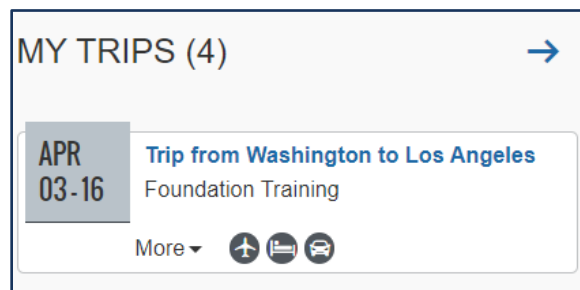 MY TRIPS (4)
APR
03-16
Trip from Washington to Los Angeles
Foundation Training
More